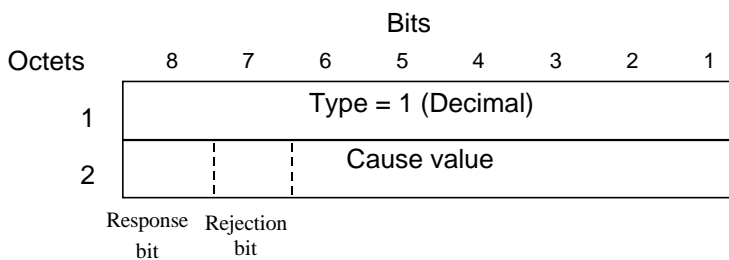 Bits
Octets 8 7 6 5 4 3 2 1
1 Type = 1 (Decimal)
2 Cause value
Response Rejection
bit bit